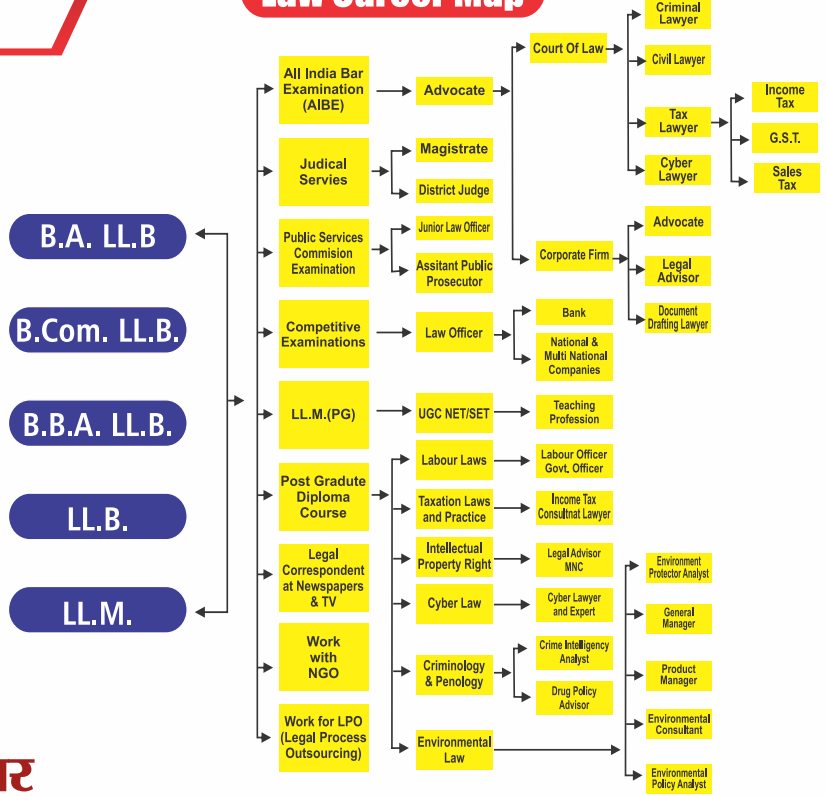 Law Career Map
B.A. LL.B
B.Com. LL.B.
B.B.A. LL.B.
LL.B.
LL.M.
All India Bar
Examination
(AIBE)
Judical
Servies
Public Services
Commision
Examination
Competitive
Examinations
LL.M.(PG)
Post Gradute
Diploma
Course
Legal
Correspondent
at Newspapers
& TV
Work
with
NGO
Work for LPO
(Legal Process
Outsourcing)
Advocate
Magistrate
District Judge
Junior Law Officer
Assitant Public
Prosecutor
Law Officer
UGC NET/SET
Labour Laws
Taxation Laws
and Practice
Intellectual
Property Right
Cyber Law
Criminology
& Penology
Environmental
Law
Court Of Law
Corporate Firm
Bank
National &
Multi National
Companies
Teaching
Profession
Labour Officer
Govt. Officer
Income Tax
Consultnat Lawyer
Legal Advisor
MNC
Cyber Lawyer
and Expert
Crime Intelligency
Analyst
Drug Policy
Advisor
Criminal
Lawyer
Civil Lawyer
Tax
Lawyer
Cyber
Lawyer
Advocate
Legal
Advisor
Document
Drafting Lawyer
Environment
Protector Analyst
General
Manager
Product
Manager
Environmental
Consultant
Environmental
Policy Analyst
Income
Tax
G.S.T.
Sales
Tax